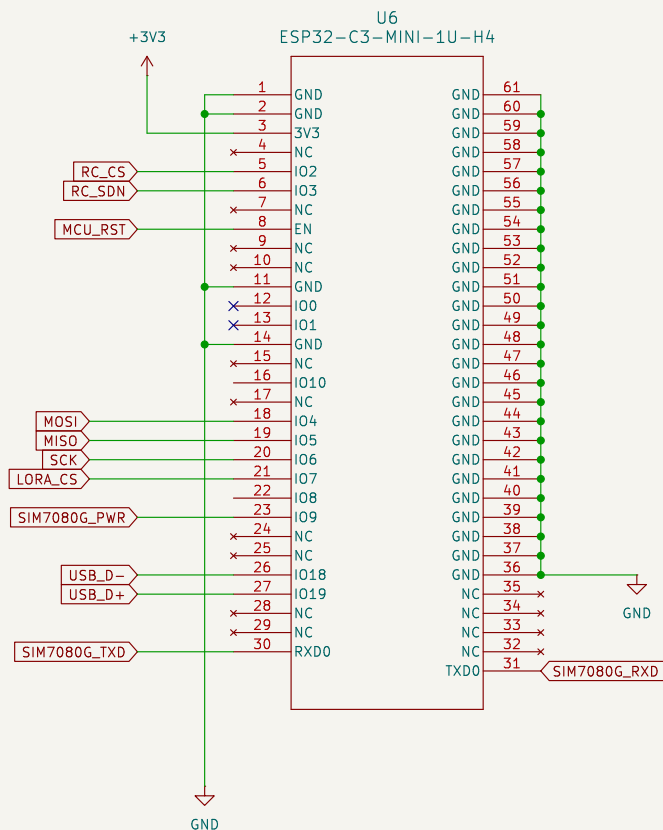 U6
ESP32-C3-MINI-1U-H4
+3V3
1 GND GND 61
2 GND GND 60
3 3V3 GND 59
4 NC GND 58
RC_CS 5 IO2 GND 57
RC_SDN 6 IO3 GND 56
7 NC GND 55
MCU_RST 8 EN GND 54
9 NC GND 53
10 NC GND 52
11 GND GND 51
12 IO0 GND 50
13 IO1 GND 49
14 GND GND 48
15 NC GND 47
16 IO10 GND 46
17 NC GND 45
MOSI 18 IO4 GND 44
MISO 19 IO5 GND 43
SCK 20 IO6 GND 42
LORA_CS 21 IO7 GND 41
22 IO8 GND 40
SIM7080G_PWR 23 IO9 GND 39
24 NC GND 38
25 NC GND 37
USB_D- 26 IO18 GND 36
USB_D+ 27 IO19 NC 35
28 NC NC 34
29 NC NC 33
SIM7080G_TXD 30 RXD0 NC 32
TXD0 31 SIM7080G_RXD
GND
GND